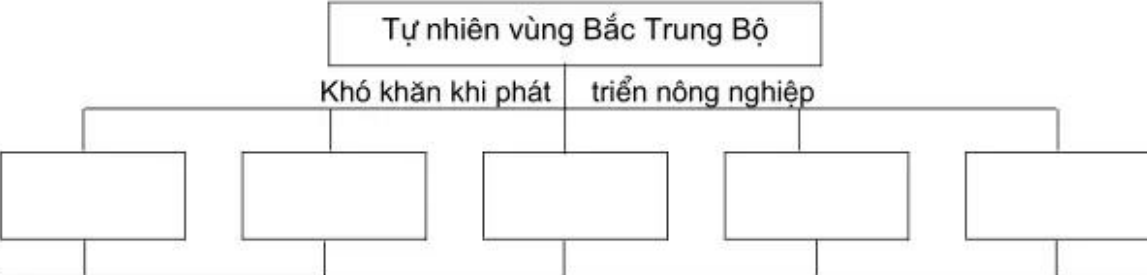 Tự nhiên vùng Bắc Trung Bộ
Khó khăn khi phát triển nông nghiệp